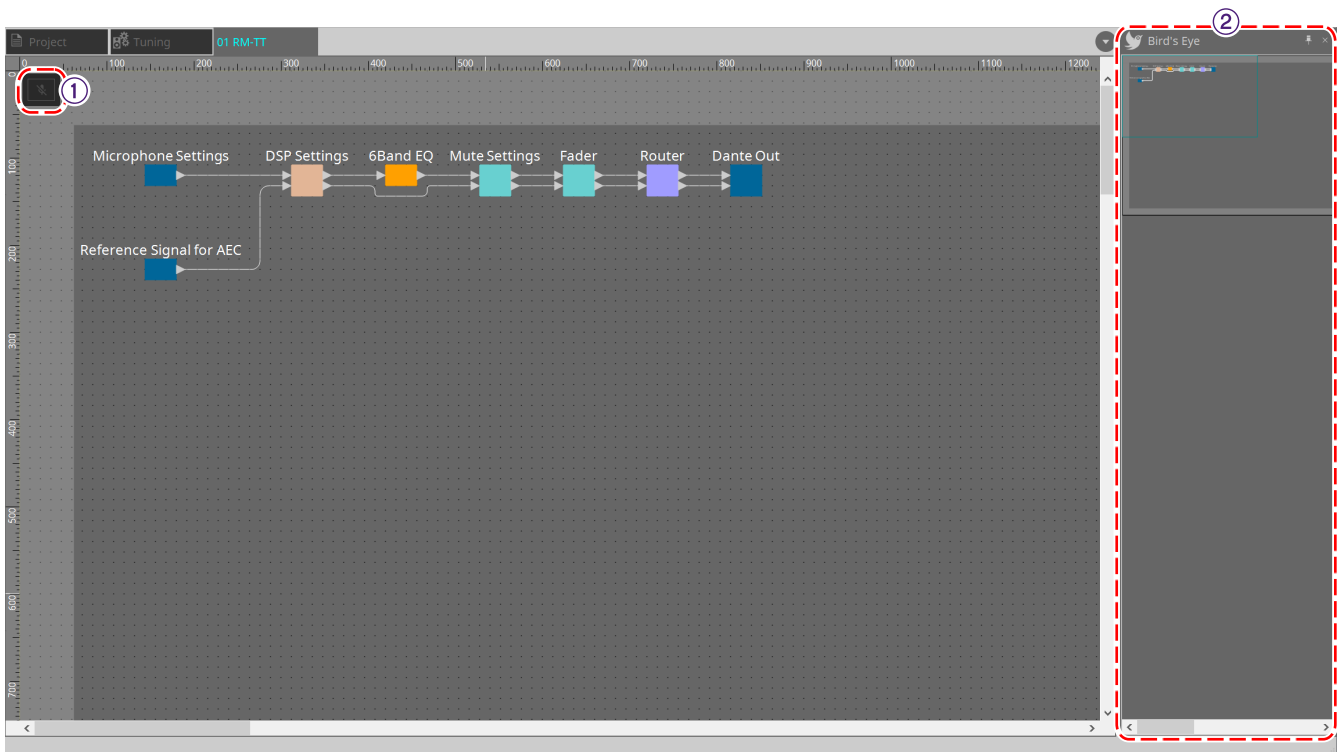 ②
Project Tuning 01 RM-TT Bird's Eye
0 100 200 300 400 500 600 700 800 900 1000 1100 1200
①
0
Microphone Settings DSP Settings 6Band EQ Mute Settings Fader Router Dante Out
100
Reference Signal for AEC
200
300
400
500
600
700